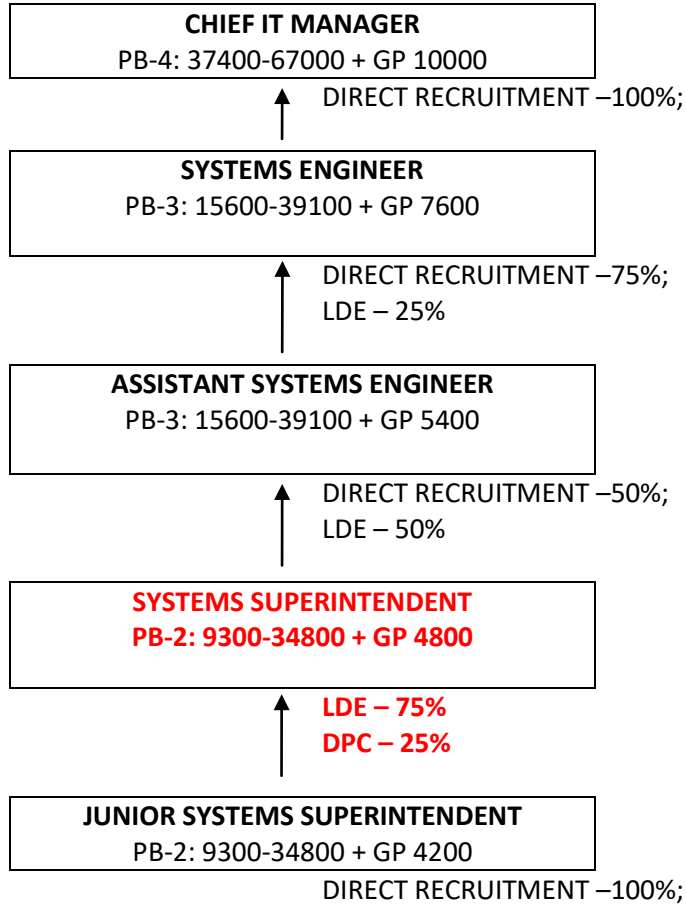 CHIEF IT MANAGER
PB-4: 37400-67000 + GP 10000
DIRECT RECRUITMENT –100%;
SYSTEMS ENGINEER
PB-3: 15600-39100 + GP 7600
DIRECT RECRUITMENT –75%;
LDE – 25%
ASSISTANT SYSTEMS ENGINEER
PB-3: 15600-39100 + GP 5400
DIRECT RECRUITMENT –50%;
LDE – 50%
SYSTEMS SUPERINTENDENT
PB-2: 9300-34800 + GP 4800
LDE – 75%
DPC – 25%
JUNIOR SYSTEMS SUPERINTENDENT
PB-2: 9300-34800 + GP 4200
DIRECT RECRUITMENT –100%;